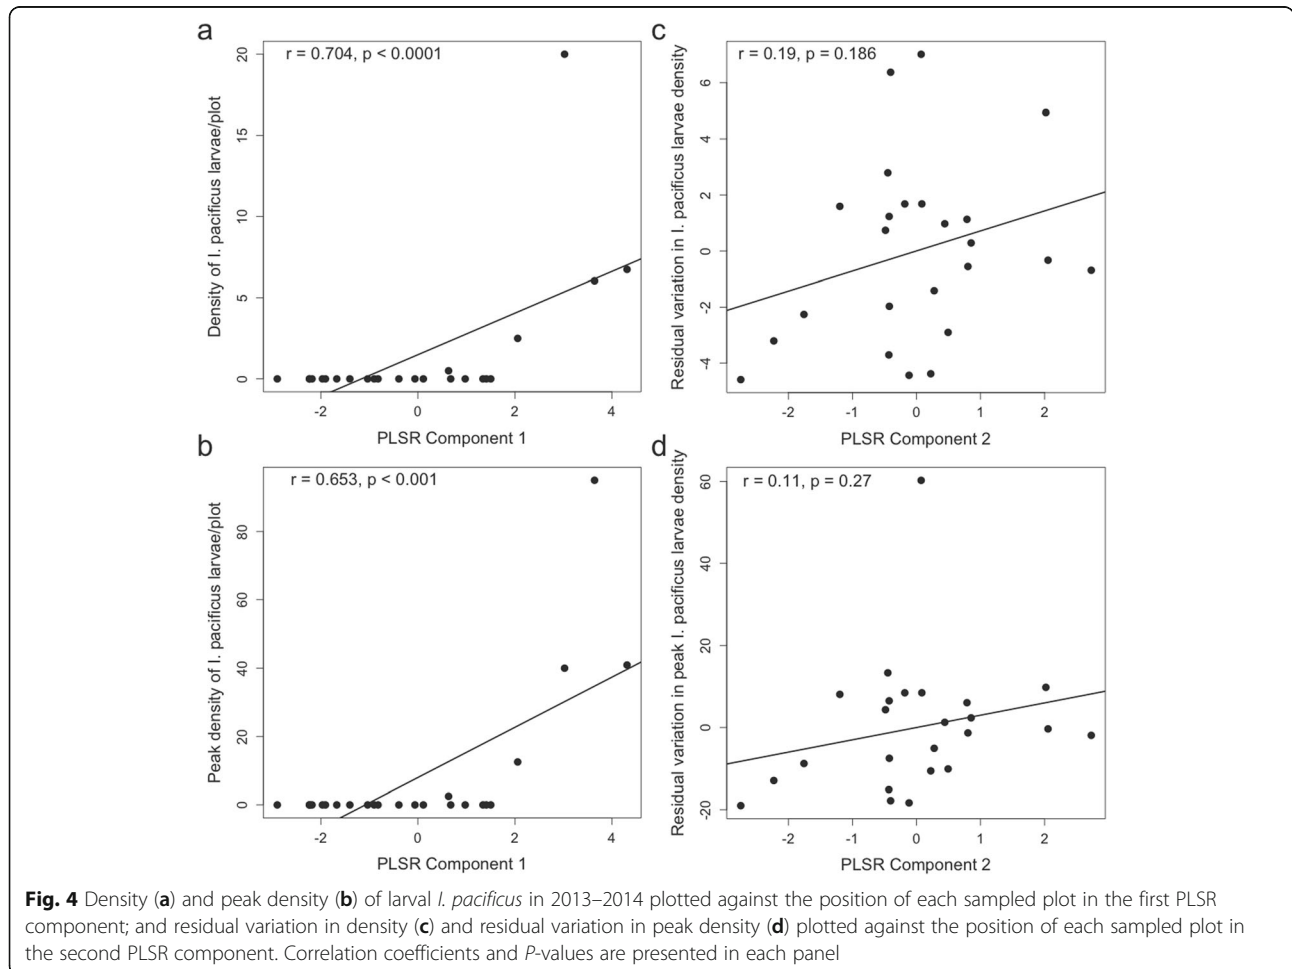 a
r = 0.704, p < 0.0001
Density of I. pacificus larvae/plot
20
15
10
5
0
-2 0 2 4
PLSR Component 1
c
r = 0.19, p = 0.186
Residual variation in I. pacificus larvae density
6
4
2
0
-2
-4
-2 -1 0 1 2
PLSR Component 2
b
r = 0.653, p < 0.001
Peak density of I. pacificus larvae/plot
80
60
40
20
0
-2 0 2 4
PLSR Component 1
d
r = 0.11, p = 0.27
Residual variation in peak I. pacificus larvae density
60
40
20
0
-20
-2 -1 0 1 2
PLSR Component 2
Fig. 4 Density (a) and peak density (b) of larval I. pacificus in 2013–2014 plotted against the position of each sampled plot in the first PLSR
component; and residual variation in density (c) and residual variation in peak density (d) plotted against the position of each sampled plot in
the second PLSR component. Correlation coefficients and P-values are presented in each panel